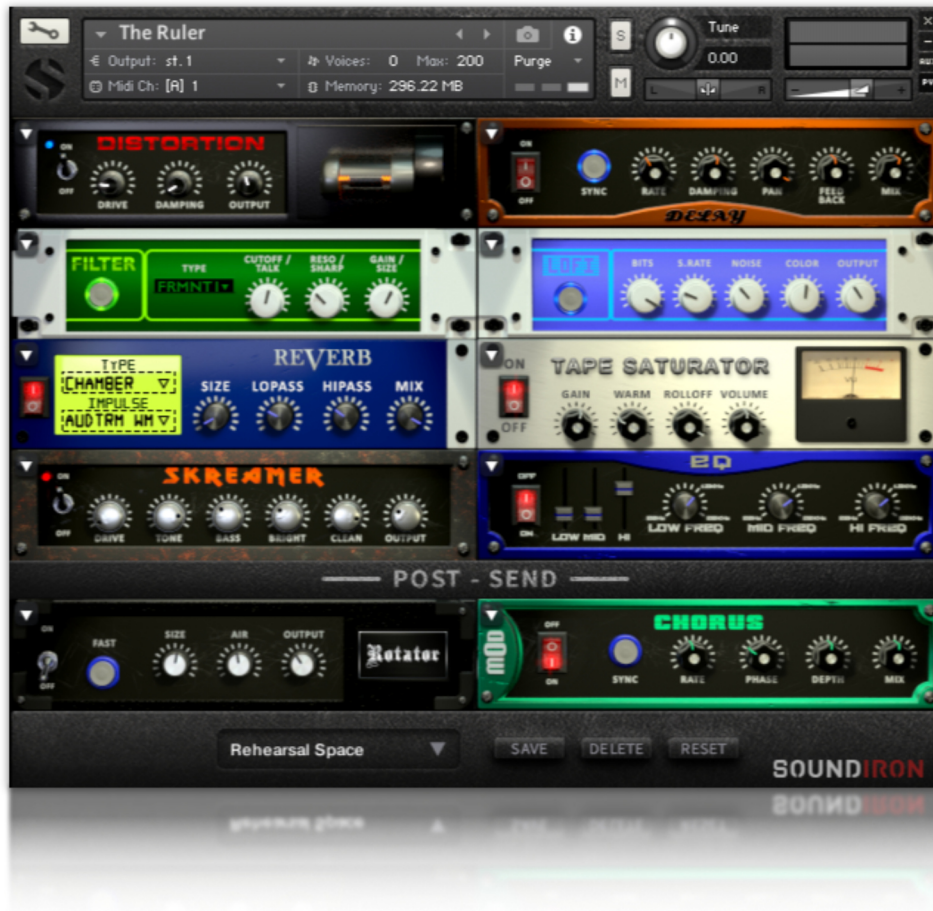 The Ruler
Output: st.1
Voices: 0 Max: 200
Purge
Midi Ch: [A] 1
Memory: 296.22 MB
S
M
Tune
0.00
L R
- +
AUX
PV
DISTORTION
ON
OFF
DRIVE DAMPING OUTPUT
ON
OFF
SYNC RATE DAMPING PAN FEED BACK MIX
DELAY
FILTER
TYPE
FRMNT I
CUTOFF / TALK
RESO / SHARP
GAIN / SIZE
LOFI
BITS S.RATE NOISE COLOR OUTPUT
REVERB
TYPE
CHAMBER
IMPULSE
AUDTRM WM
SIZE LOPASS HIPASS MIX
ON
OFF
TAPE SATURATOR
GAIN WARM ROLLOFF VOLUME
VU
SKREAMER
ON
OFF
DRIVE TONE BASS BRIGHT CLEAN OUTPUT
EQ
OFF
ON
LOW MID HI
LOW FREQ MID FREQ HI FREQ
POST - SEND
ON
OFF
FAST SIZE AIR OUTPUT
Rotator
MOD
CHORUS
OFF
ON
SYNC RATE PHASE DEPTH MIX
Rehearsal Space
SAVE DELETE RESET
SOUNDIRON